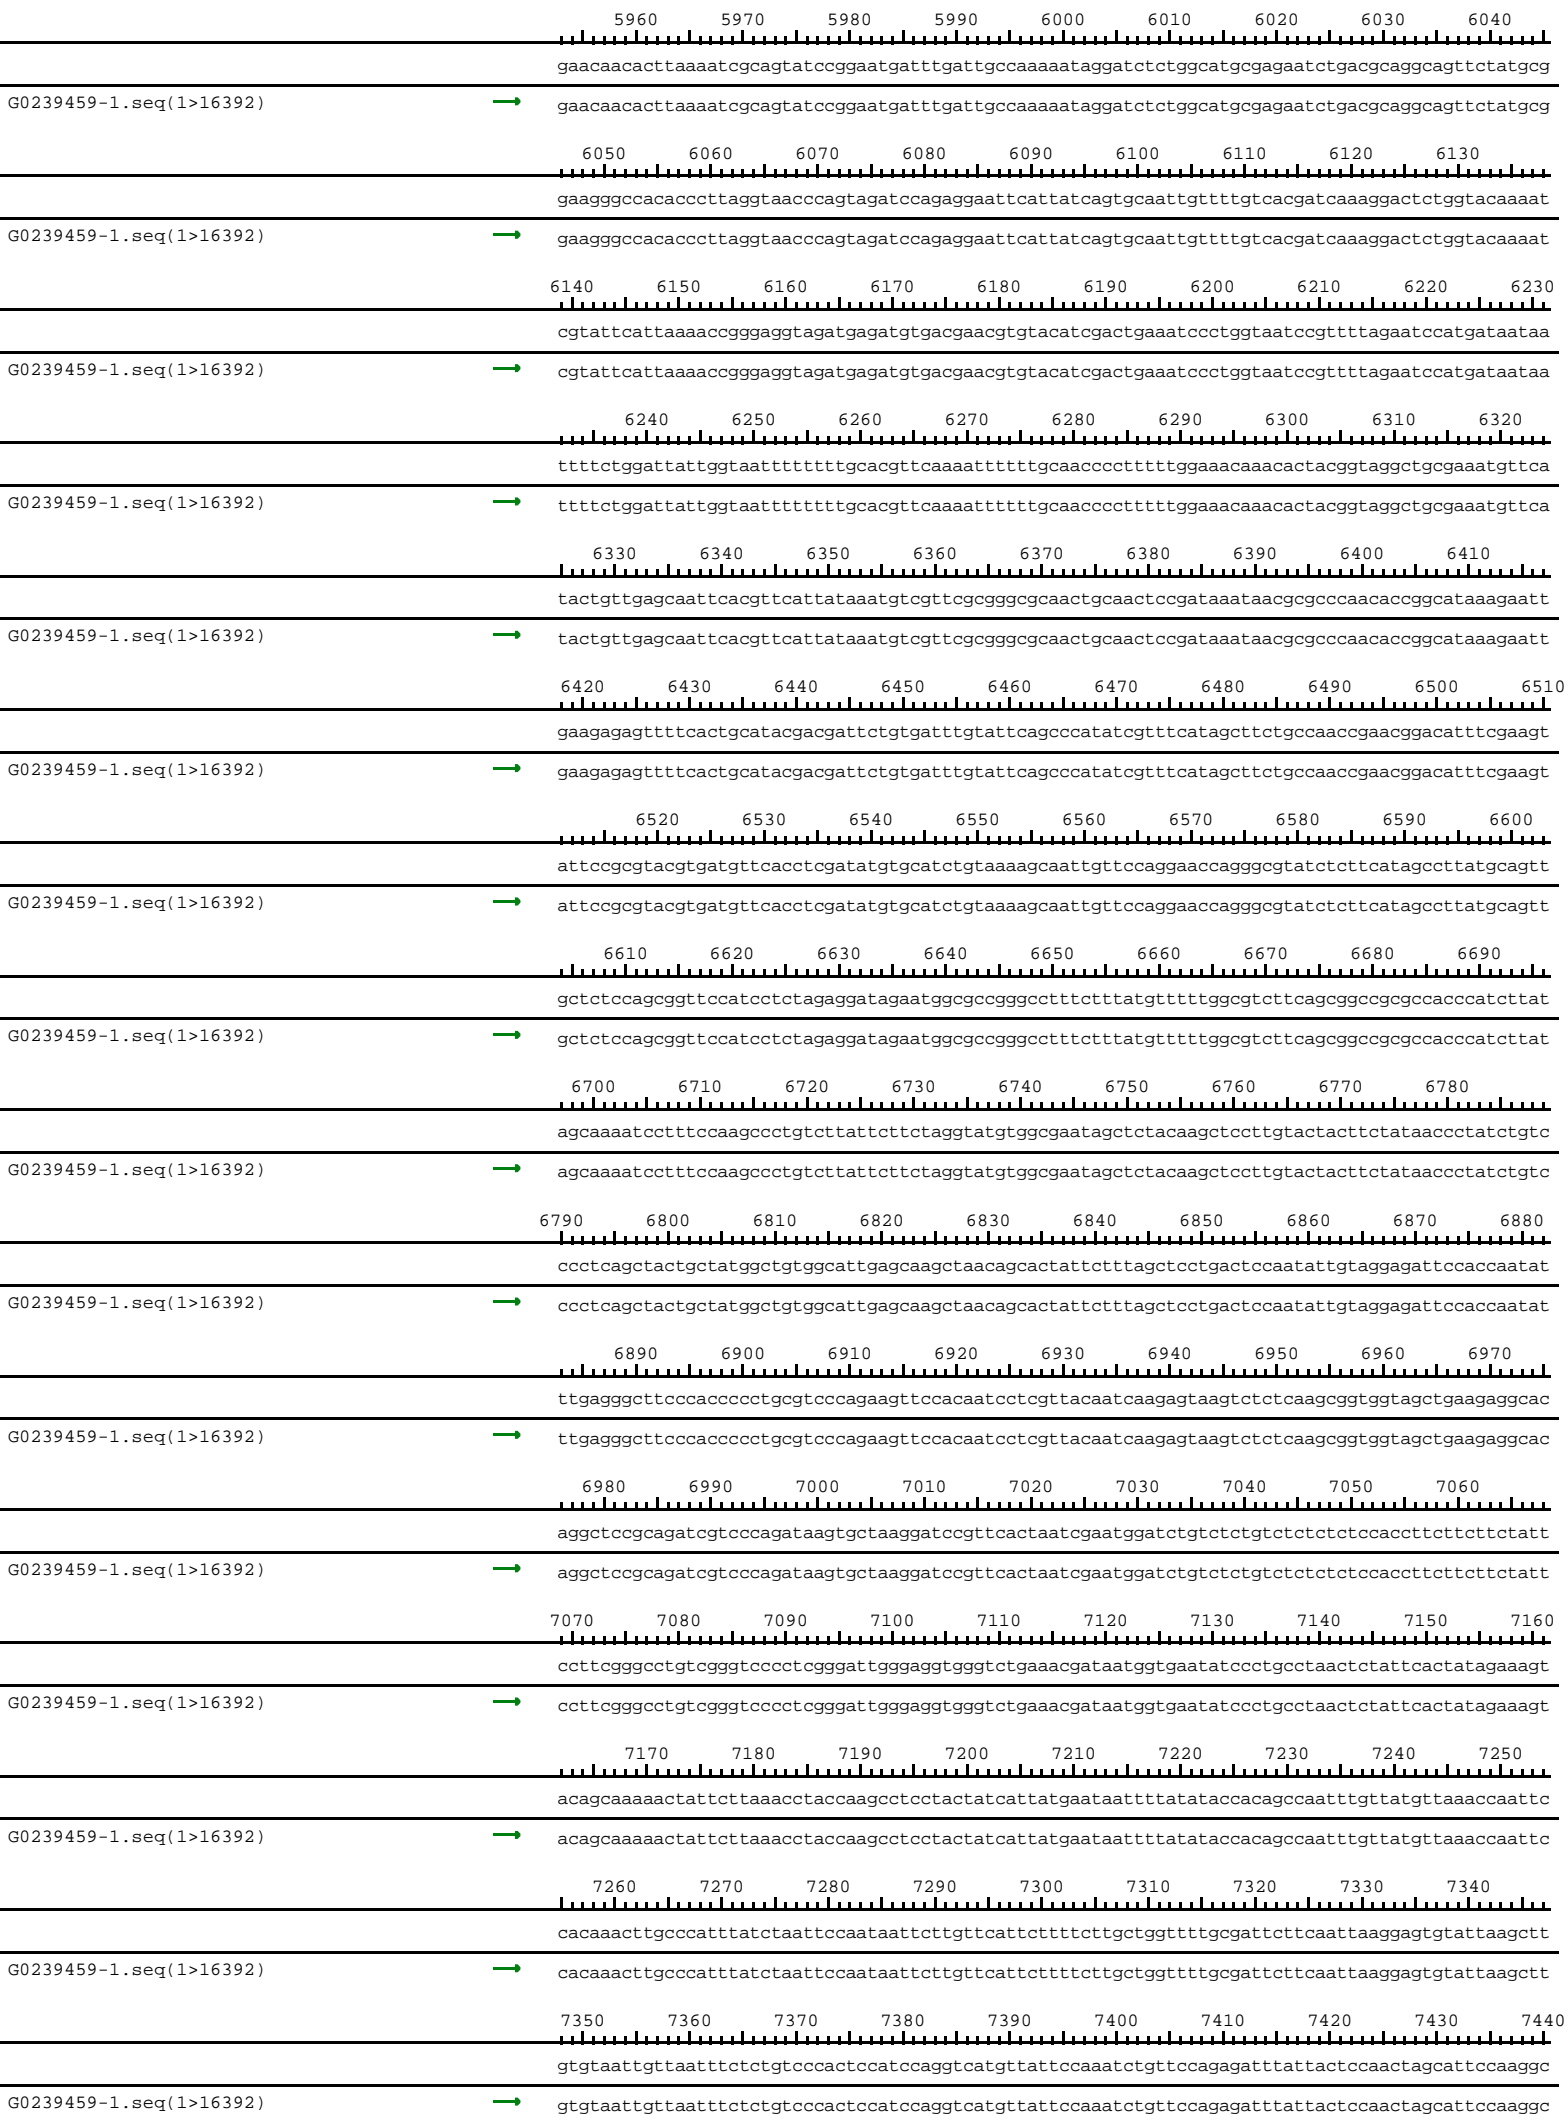 5960 5970 5980 5990 6000 6010 6020 6030 6040
gaacaacacttaaaatcgcagtatccggaatgatttgattgccaaaaataggatctctggcatgcgagaatctgacgcaggcagttctatgcg
G0239459-1.seq(1>16392) gaacaacacttaaaatcgcagtatccggaatgatttgattgccaaaaataggatctctggcatgcgagaatctgacgcaggcagttctatgcg
6050 6060 6070 6080 6090 6100 6110 6120 6130
gaagggccacacccttaggtaacccagtagatccagaggaattcattatcagtgcaattgttttgtcacgatcaaaggactctggtacaaaat
G0239459-1.seq(1>16392) gaagggccacacccttaggtaacccagtagatccagaggaattcattatcagtgcaattgttttgtcacgatcaaaggactctggtacaaaat
6140 6150 6160 6170 6180 6190 6200 6210 6220 6230
cgtattcattaaaaccgggaggtagatgagatgtgacgaacgtgtacatcgactgaaatccctggtaatccgttttagaatccatgataataa
G0239459-1.seq(1>16392) cgtattcattaaaaccgggaggtagatgagatgtgacgaacgtgtacatcgactgaaatccctggtaatccgttttagaatccatgataataa
6240 6250 6260 6270 6280 6290 6300 6310 6320
ttttctggattattggtaattttttttgcacgttcaaaattttttgcaacccctttttggaaacaaacactacggtaggctgcgaaatgttca
G0239459-1.seq(1>16392) ttttctggattattggtaattttttttgcacgttcaaaattttttgcaacccctttttggaaacaaacactacggtaggctgcgaaatgttca
6330 6340 6350 6360 6370 6380 6390 6400 6410
tactgttgagcaattcacgttcattataaatgtcgttcgcgggcgcaactgcaactccgataaataacgcgcccaacaccggcataaagaatt
G0239459-1.seq(1>16392) tactgttgagcaattcacgttcattataaatgtcgttcgcgggcgcaactgcaactccgataaataacgcgcccaacaccggcataaagaatt
6420 6430 6440 6450 6460 6470 6480 6490 6500 6510
gaagagagttttcactgcatacgacgattctgtgatttgtattcagcccatatcgtttcatagcttctgccaaccgaacggacatttcgaagt
G0239459-1.seq(1>16392) gaagagagttttcactgcatacgacgattctgtgatttgtattcagcccatatcgtttcatagcttctgccaaccgaacggacatttcgaagt
6520 6530 6540 6550 6560 6570 6580 6590 6600
attccgcgtacgtgatgttcacctcgatatgtgcatctgtaaaagcaattgttccaggaaccagggcgtatctcttcatagccttatgcagtt
G0239459-1.seq(1>16392) attccgcgtacgtgatgttcacctcgatatgtgcatctgtaaaagcaattgttccaggaaccagggcgtatctcttcatagccttatgcagtt
6610 6620 6630 6640 6650 6660 6670 6680 6690
gctctccagcggttccatcctctagaggatagaatggcgccgggcctttctttatgtttttggcgtcttcagcggccgcgccacccatcttat
G0239459-1.seq(1>16392) gctctccagcggttccatcctctagaggatagaatggcgccgggcctttctttatgtttttggcgtcttcagcggccgcgccacccatcttat
6700 6710 6720 6730 6740 6750 6760 6770 6780
agcaaaatcctttccaagccctgtcttattcttctaggtatgtggcgaatagctctacaagctccttgtactacttctataaccctatctgtc
G0239459-1.seq(1>16392) agcaaaatcctttccaagccctgtcttattcttctaggtatgtggcgaatagctctacaagctccttgtactacttctataaccctatctgtc
6790 6800 6810 6820 6830 6840 6850 6860 6870 6880
ccctcagctactgctatggctgtggcattgagcaagctaacagcactattctttagctcctgactccaatattgtaggagattccaccaatat
G0239459-1.seq(1>16392) ccctcagctactgctatggctgtggcattgagcaagctaacagcactattctttagctcctgactccaatattgtaggagattccaccaatat
6890 6900 6910 6920 6930 6940 6950 6960 6970
ttgagggcttcccaccccctgcgtcccagaagttccacaatcctcgttacaatcaagagtaagtctctcaagcggtggtagctgaagaggcac
G0239459-1.seq(1>16392) ttgagggcttcccaccccctgcgtcccagaagttccacaatcctcgttacaatcaagagtaagtctctcaagcggtggtagctgaagaggcac
6980 6990 7000 7010 7020 7030 7040 7050 7060
aggctccgcagatcgtcccagataagtgctaaggatccgttcactaatcgaatggatctgtctctgtctctctctccaccttcttcttctatt
G0239459-1.seq(1>16392) aggctccgcagatcgtcccagataagtgctaaggatccgttcactaatcgaatggatctgtctctgtctctctctccaccttcttcttctatt
7070 7080 7090 7100 7110 7120 7130 7140 7150 7160
ccttcgggcctgtcgggtcccctcgggattgggaggtgggtctgaaacgataatggtgaatatccctgcctaactctattcactatagaaagt
G0239459-1.seq(1>16392) ccttcgggcctgtcgggtcccctcgggattgggaggtgggtctgaaacgataatggtgaatatccctgcctaactctattcactatagaaagt
7170 7180 7190 7200 7210 7220 7230 7240 7250
acagcaaaaactattcttaaacctaccaagcctcctactatcattatgaataattttatataccacagccaatttgttatgttaaaccaattc
G0239459-1.seq(1>16392) acagcaaaaactattcttaaacctaccaagcctcctactatcattatgaataattttatataccacagccaatttgttatgttaaaccaattc
7260 7270 7280 7290 7300 7310 7320 7330 7340
cacaaacttgcccatttatctaattccaataattcttgttcattcttttcttgctggttttgcgattcttcaattaaggagtgtattaagctt
G0239459-1.seq(1>16392) cacaaacttgcccatttatctaattccaataattcttgttcattcttttcttgctggttttgcgattcttcaattaaggagtgtattaagctt
7350 7360 7370 7380 7390 7400 7410 7420 7430 7440
gtgtaattgttaatttctctgtcccactccatccaggtcatgttattccaaatctgttccagagatttattactccaactagcattccaaggc
G0239459-1.seq(1>16392) gtgtaattgttaatttctctgtcccactccatccaggtcatgttattccaaatctgttccagagatttattactccaactagcattccaaggc